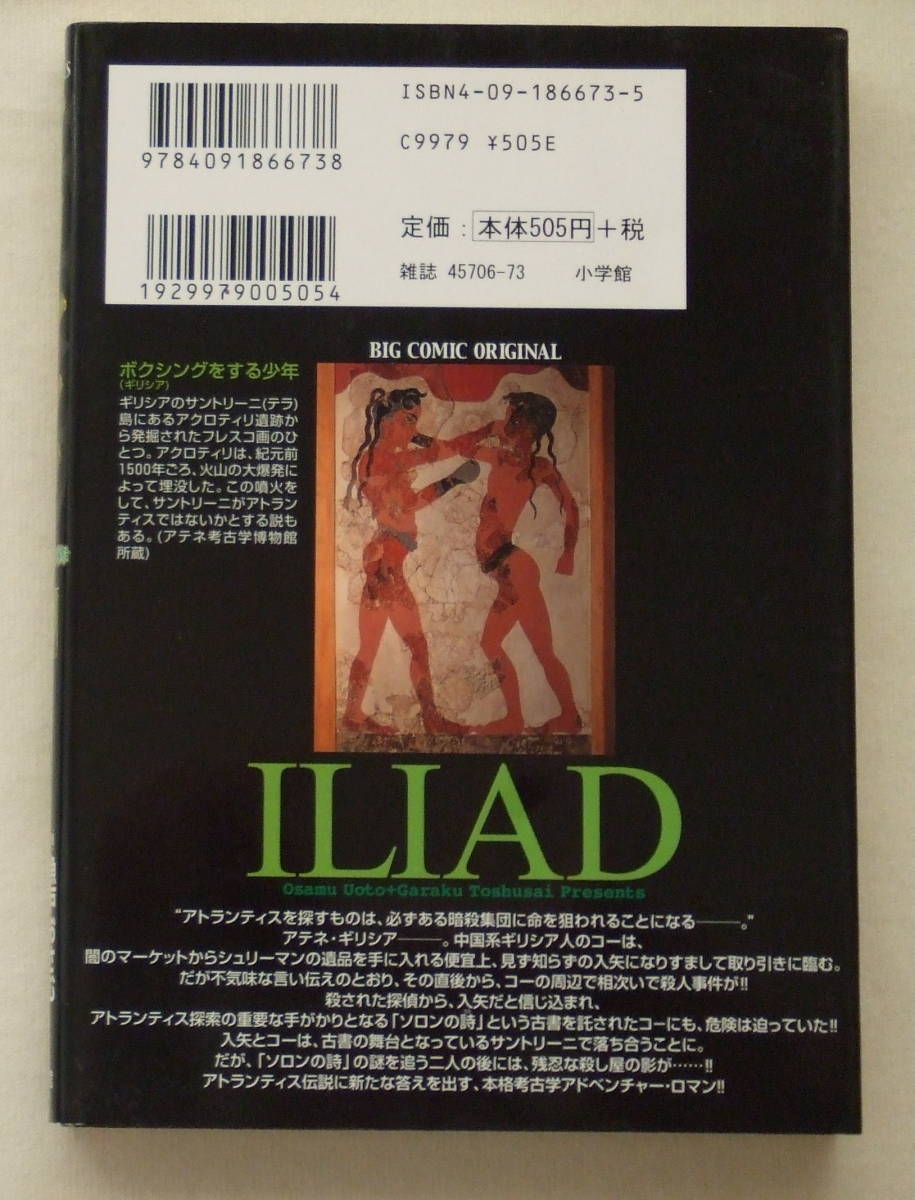 ISBN4-09-186673-5
9784091866738
C9979 ¥505E
定価：本体505円＋税
1929979005054
雑誌 45706-73 小学館
BIG COMIC ORIGINAL
ボクシングをする少年
(ギリシア)
ギリシアのサントリーニ(テラ)
島にあるアクロティリ遺跡か
ら発掘されたフレスコ画のひ
とつ。アクロティリは、紀元前
1500年ごろ、火山の大爆発に
よって埋没した。この噴火を
して、サントリーニがアトラン
ティスではないかとする説も
ある。(アテネ考古学博物館
所蔵)
ILIAD
Osamu Uoto+Garaku Toshusai Presents
“アトランティスを探すものは、必ずある暗殺集団に命を狙われることになる———。”
アテネ・ギリシア———。中国系ギリシア人のコーは、
闇のマーケットからシュリーマンの遺品を手に入れる便宜上、見ず知らずの入矢になりすまして取り引きに臨む。
だが不気味な言い伝えのとおり、その直後から、コーの周辺で相次いで殺人事件が!!
殺された探偵から、入矢だと信じ込まれ、
アトランティス探索の重要な手がかりとなる「ソロンの詩」という古書を託されたコーにも、危険は迫っていた!!
入矢とコーは、古書の舞台となっているサントリーニで落ち合うことに。
だが、「ソロンの詩」の謎を追う二人の後には、残忍な殺し屋の影が……!!
アトランティス伝説に新たな答えを出す、本格考古学アドベンチャー・ロマン!!